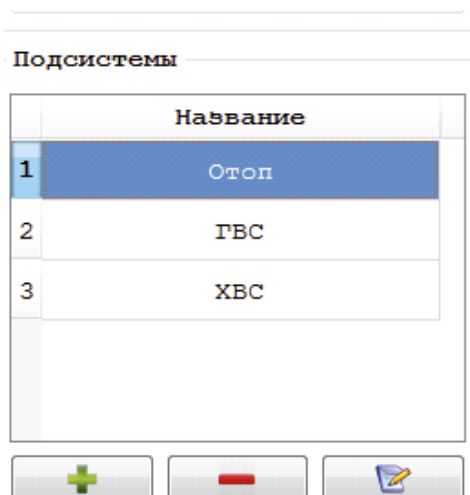 Подсистемы
Название
1 Отоп
2 ГВС
3 ХВС